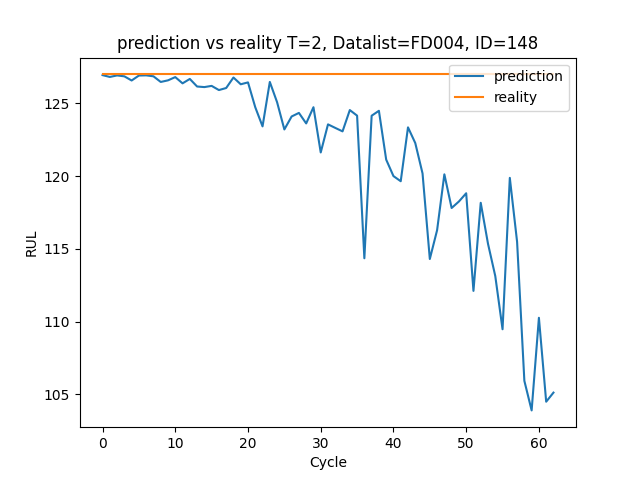 prediction vs reality T=2, Datalist=FD004, ID=148
prediction
reality
125
120
115
110
105
RUL
0 10 20 30 40 50 60
Cycle